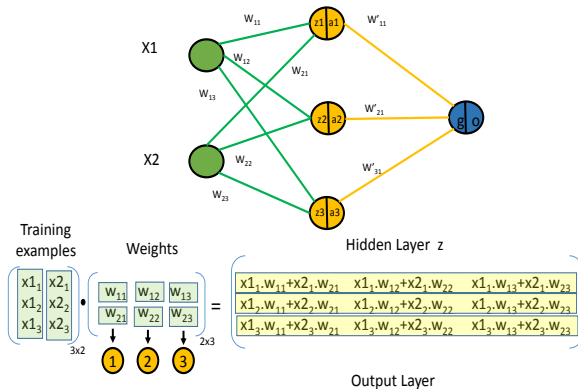 W₁₁
z1 a1
W'₁₁
X1
W₁₂
W₂₁
W₁₃
z2 a2
W'₂₁
g o
X2
W₂₂
W'₃₁
W₂₃
z3 a3
Training examples
Weights
Hidden Layer z
x1₁ x2₁
x1₂ x2₂
x1₃ x2₃
3x2
•
w₁₁ w₁₂ w₁₃
w₂₁ w₂₂ w₂₃
2x3
=
x1₁.w₁₁+x2₁.w₂₁ x1₁.w₁₂+x2₁.w₂₂ x1₁.w₁₃+x2₁.w₂₃
x1₂.w₁₁+x2₂.w₂₁ x1₂.w₁₂+x2₂.w₂₂ x1₂.w₁₃+x2₂.w₂₃
x1₃.w₁₁+x2₃.w₂₁ x1₃.w₁₂+x2₃.w₂₂ x1₃.w₁₃+x2₃.w₂₃
1 2 3
Output Layer